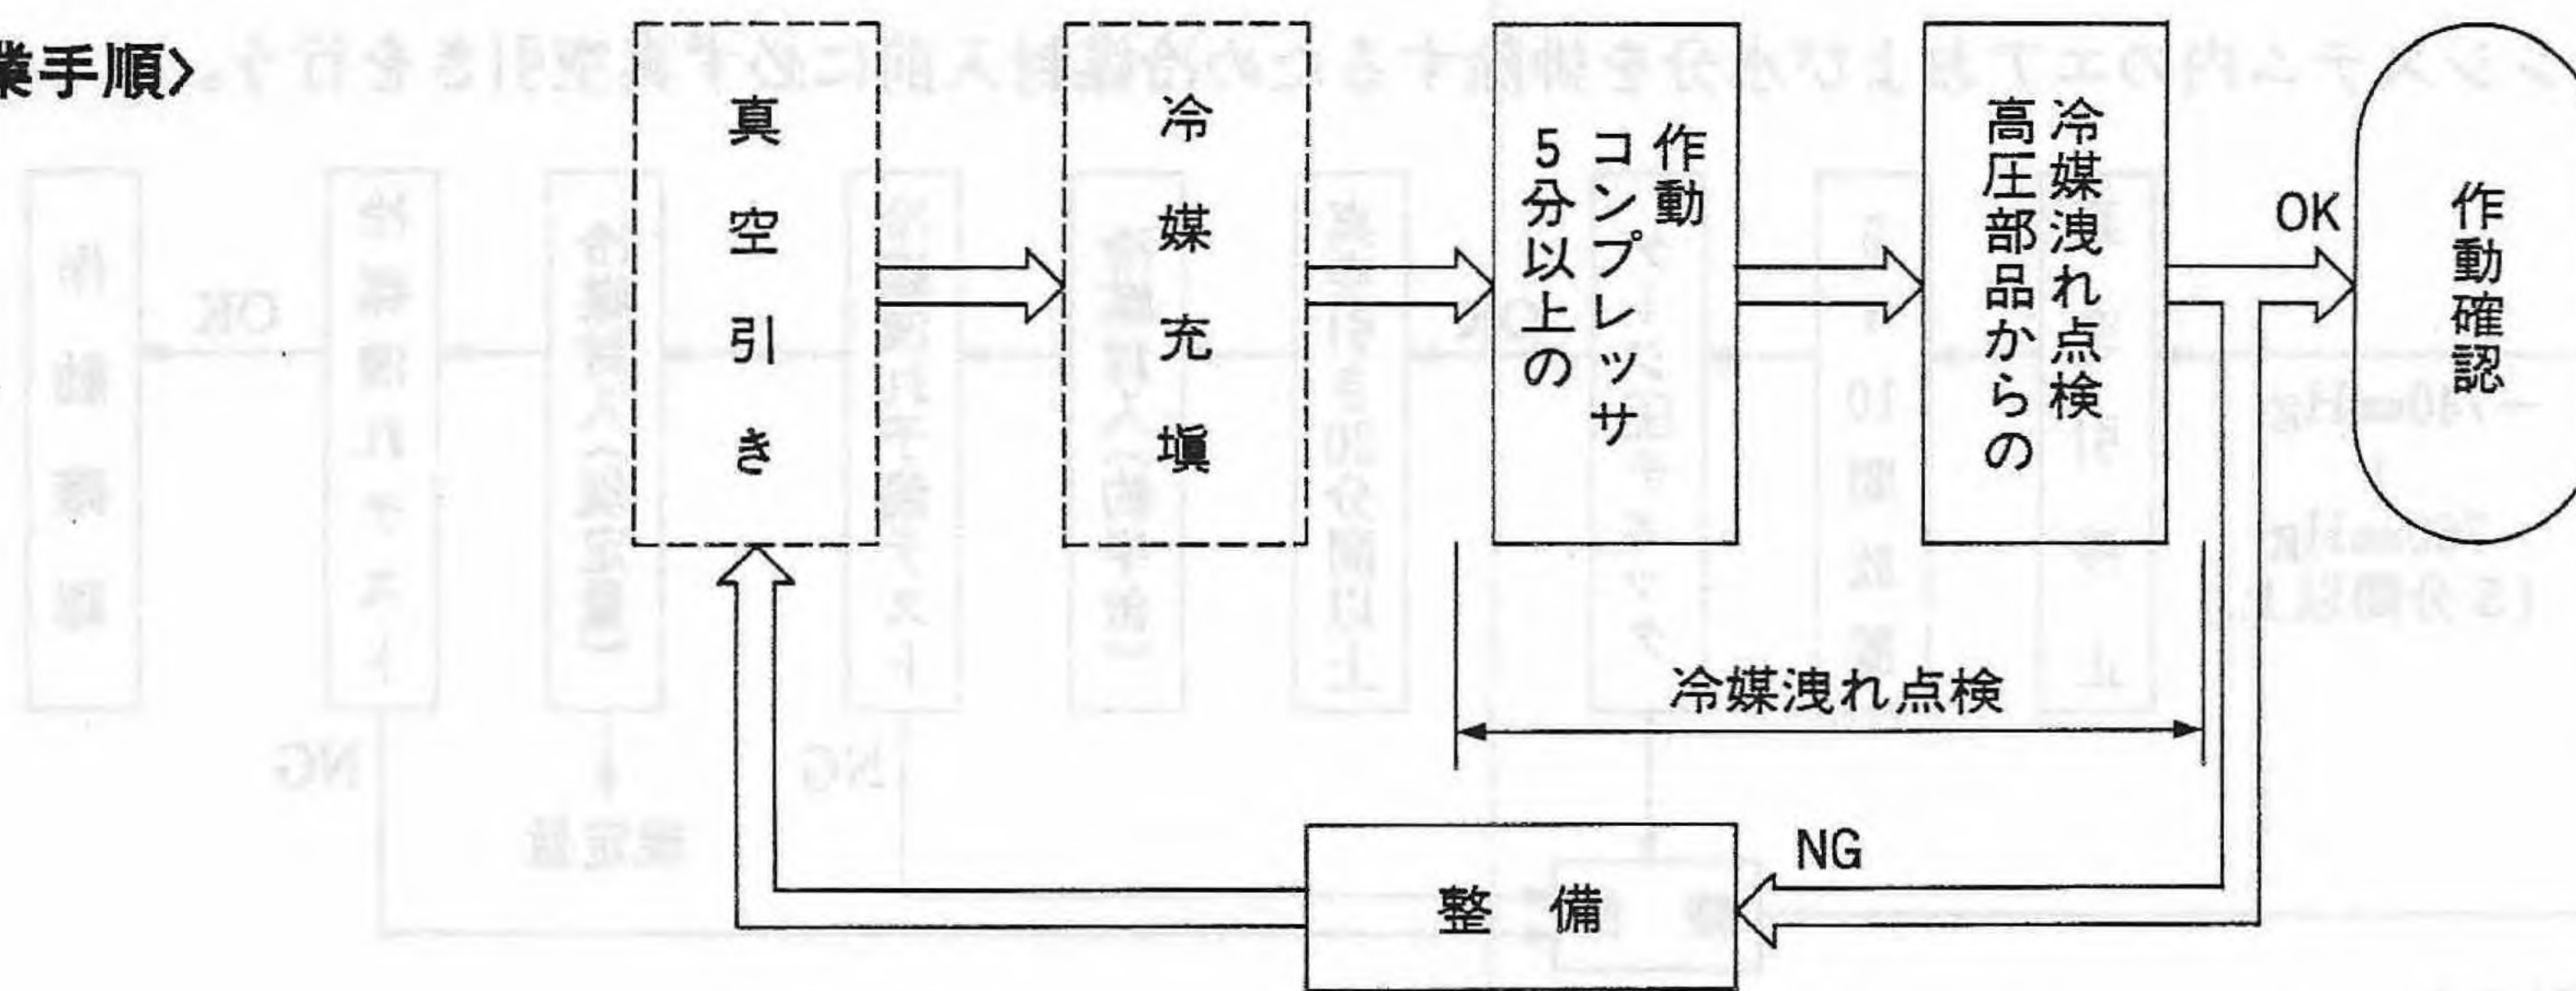 業手順〉
真空引き
冷媒充塡
5分以上の
コンプレッサ
作動
高圧部品からの
冷媒洩れ点検
OK
作動確認
冷媒洩れ点検
NG
整備